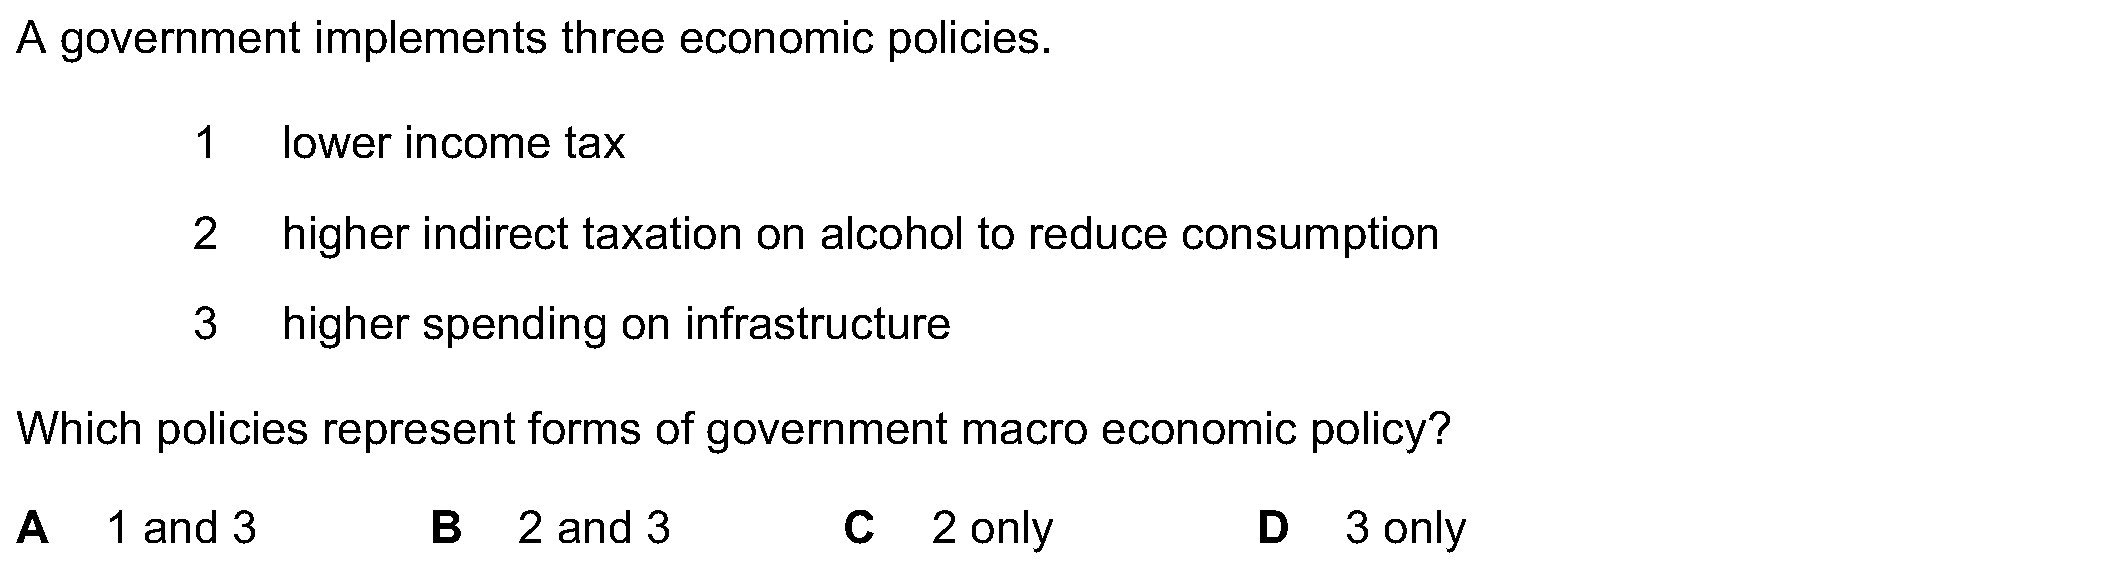 A government implements three economic policies.
1 lower income tax
2 higher indirect taxation on alcohol to reduce consumption
3 higher spending on infrastructure
Which policies represent forms of government macro economic policy?
A 1 and 3 B 2 and 3 C 2 only D 3 only